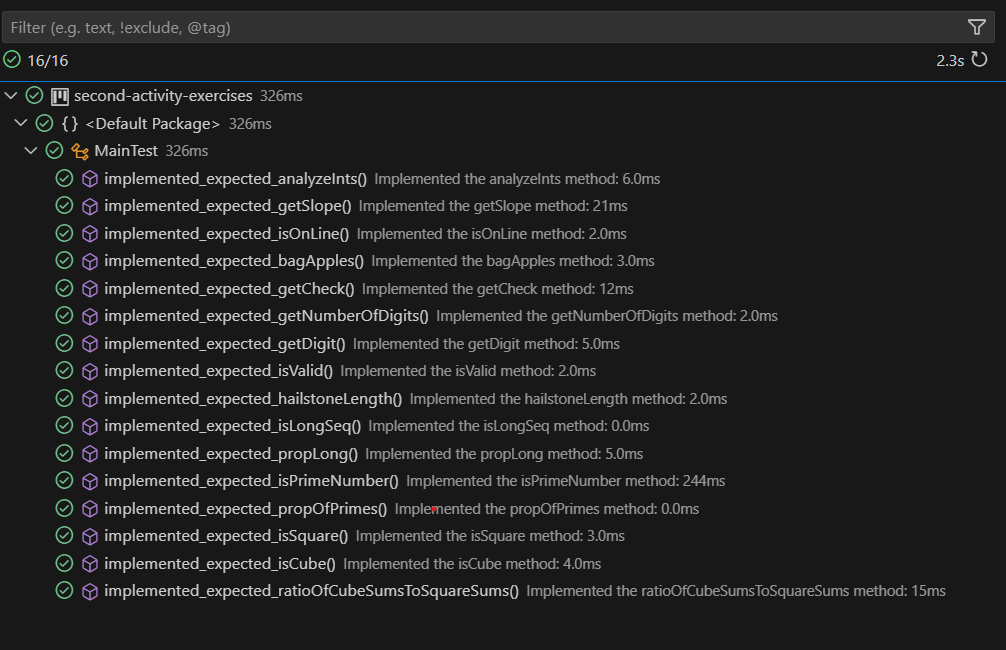 Filter (e.g. text, !exclude, @tag)
16/16 2.3s
second-activity-exercises 326ms
{} <Default Package> 326ms
MainTest 326ms
implemented_expected_analyzeInts() Implemented the analyzeInts method: 6.0ms
implemented_expected_getSlope() Implemented the getSlope method: 21ms
implemented_expected_isOnLine() Implemented the isOnLine method: 2.0ms
implemented_expected_bagApples() Implemented the bagApples method: 3.0ms
implemented_expected_getCheck() Implemented the getCheck method: 12ms
implemented_expected_getNumberOfDigits() Implemented the getNumberOfDigits method: 2.0ms
implemented_expected_getDigit() Implemented the getDigit method: 5.0ms
implemented_expected_isValid() Implemented the isValid method: 2.0ms
implemented_expected_hailstoneLength() Implemented the hailstoneLength method: 2.0ms
implemented_expected_isLongSeq() Implemented the isLongSeq method: 0.0ms
implemented_expected_propLong() Implemented the propLong method: 5.0ms
implemented_expected_isPrimeNumber() Implemented the isPrimeNumber method: 244ms
implemented_expected_propOfPrimes() Implemented the propOfPrimes method: 0.0ms
implemented_expected_isSquare() Implemented the isSquare method: 3.0ms
implemented_expected_isCube() Implemented the isCube method: 4.0ms
implemented_expected_ratioOfCubeSumsToSquareSums() Implemented the ratioOfCubeSumsToSquareSums method: 15ms